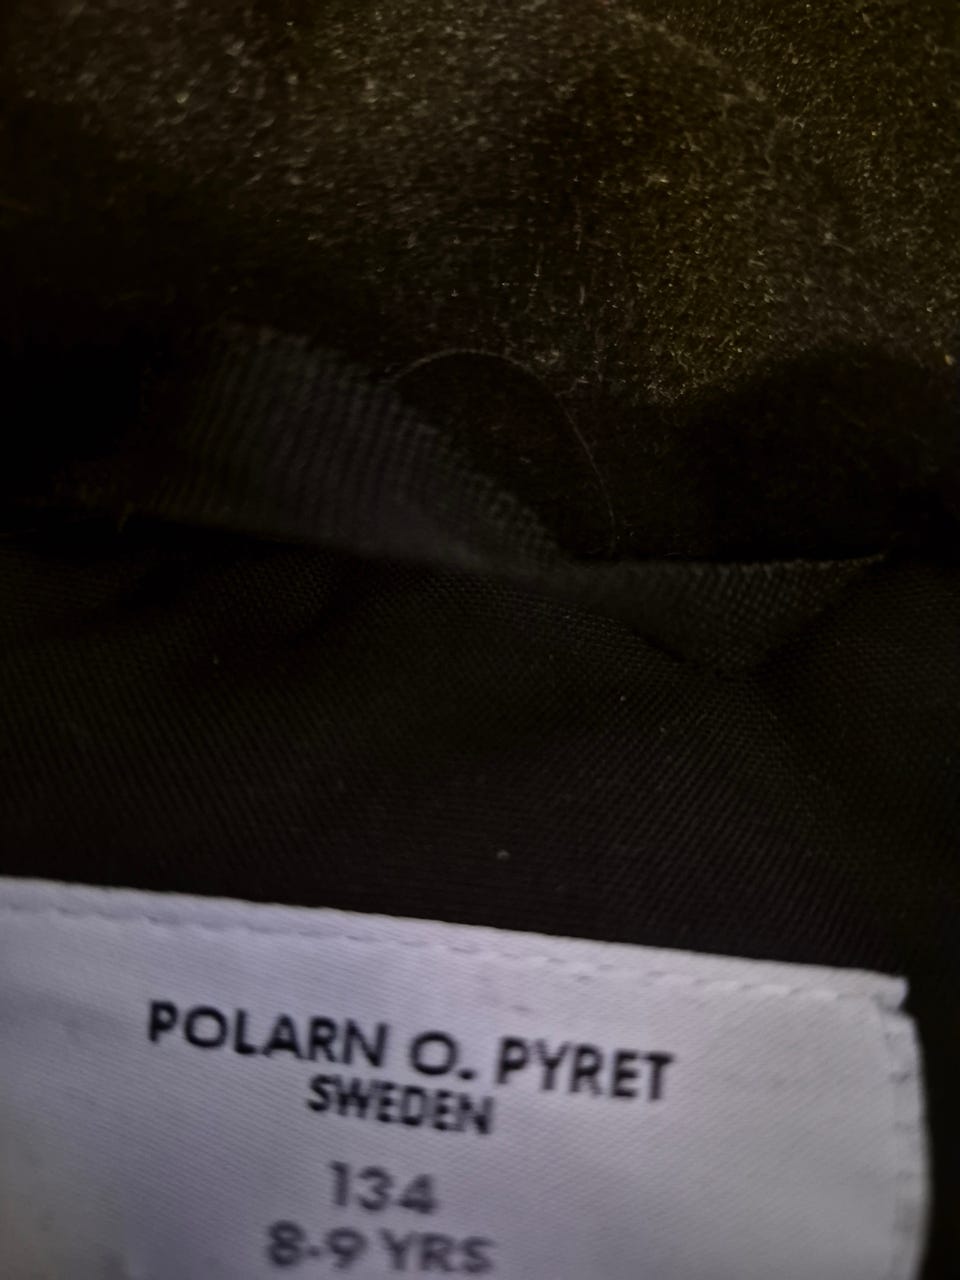 POLARN O. PYRET
SWEDEN
134
8-9 YRS